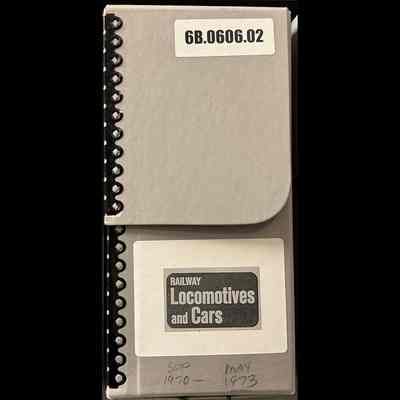 6B.0606.02
RAILWAY
Locomotives
and Cars
SEP MAY
1970 — 1973